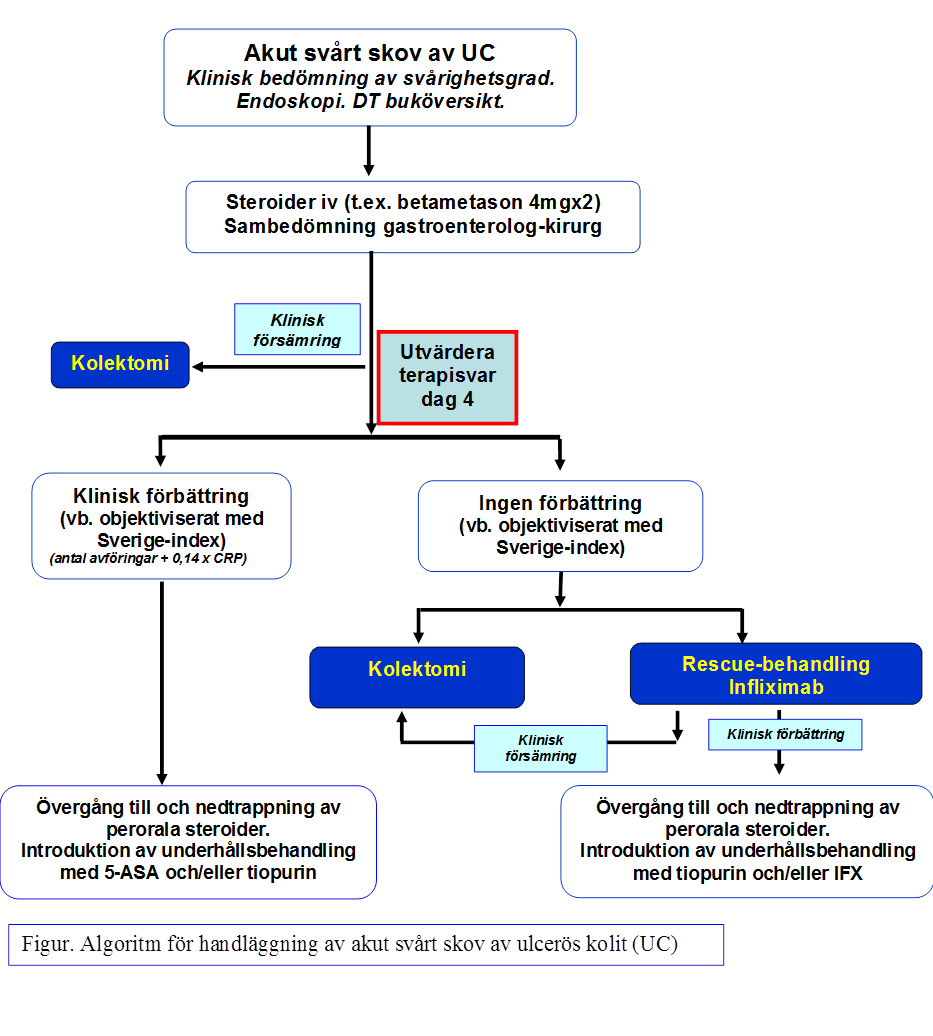 Akut svårt skov av UC
Klinisk bedömning av svårighetsgrad.
Endoskopi. DT buköversikt.
Steroider iv (t.ex. betametason 4mgx2)
Sambedömning gastroenterolog-kirurg
Klinisk
försämring
Kolektomi
Utvärdera
terapisvar
dag 4
Klinisk förbättring
(vb. objektiviserat med
Sverige-index)
(antal avföringar + 0,14 x CRP)
Ingen förbättring
(vb. objektiviserat med
Sverige-index)
Kolektomi
Rescue-behandling
Infliximab
Klinisk
försämring
Klinisk förbättring
Övergång till och nedtrappning av
perorala steroider.
Introduktion av underhållsbehandling
med 5-ASA och/eller tiopurin
Övergång till och nedtrappning av
perorala steroider.
Introduktion av underhållsbehandling
med tiopurin och/eller IFX
Figur. Algoritm för handläggning av akut svårt skov av ulcerös kolit (UC)